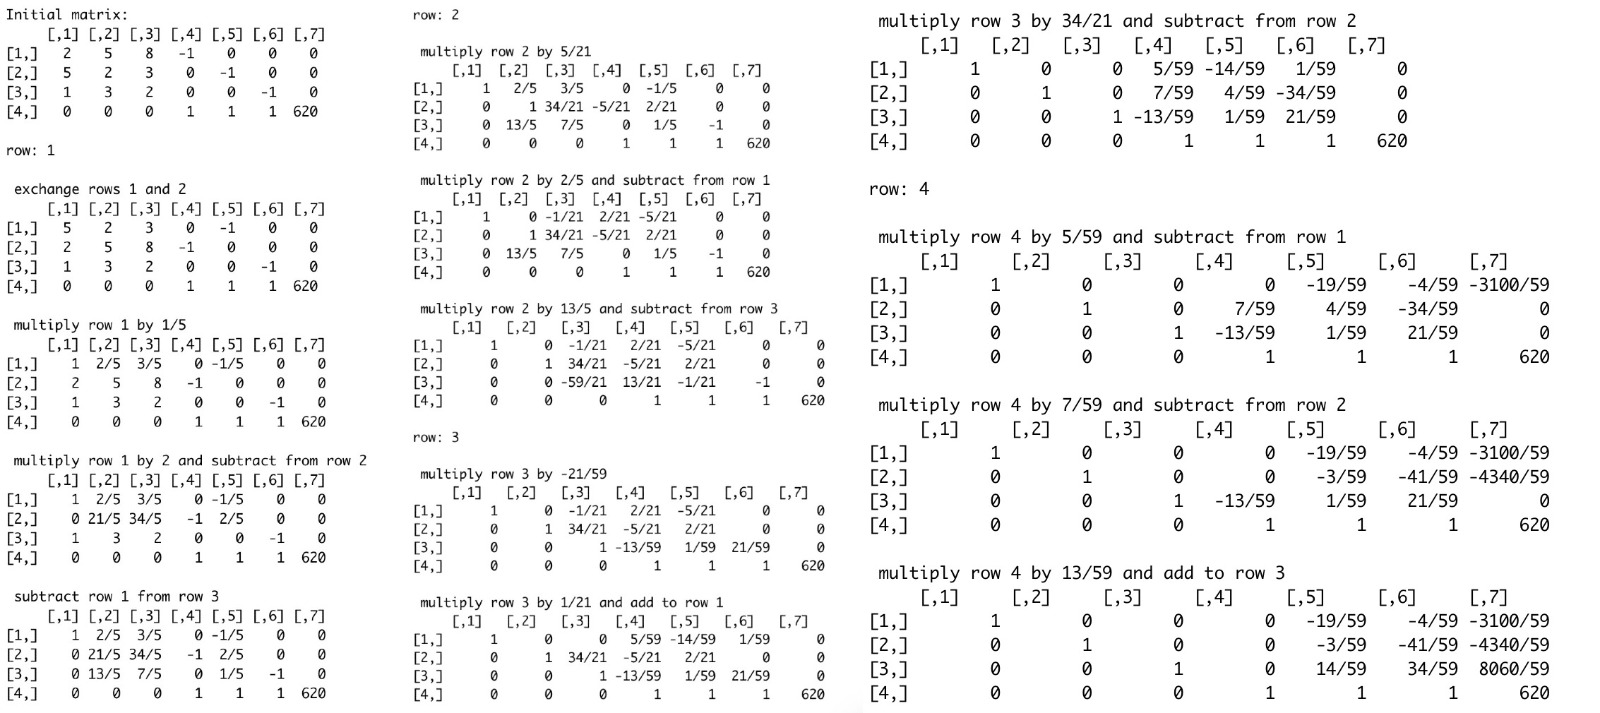 Initial matrix:
[,1] [,2] [,3] [,4] [,5] [,6] [,7]
[1,] 2 5 8 -1 0 0 0
[2,] 5 2 3 0 -1 0 0
[3,] 1 3 2 0 0 -1 0
[4,] 0 0 0 1 1 1 620
row: 1
exchange rows 1 and 2
[,1] [,2] [,3] [,4] [,5] [,6] [,7]
[1,] 5 2 3 0 -1 0 0
[2,] 2 5 8 -1 0 0 0
[3,] 1 3 2 0 0 -1 0
[4,] 0 0 0 1 1 1 620
multiply row 1 by 1/5
[,1] [,2] [,3] [,4] [,5] [,6] [,7]
[1,] 1 2/5 3/5 0 -1/5 0 0
[2,] 2 5 8 -1 0 0 0
[3,] 1 3 2 0 0 -1 0
[4,] 0 0 0 1 1 1 620
multiply row 1 by 2 and subtract from row 2
[,1] [,2] [,3] [,4] [,5] [,6] [,7]
[1,] 1 2/5 3/5 0 -1/5 0 0
[2,] 0 21/5 34/5 -1 2/5 0 0
[3,] 1 3 2 0 0 -1 0
[4,] 0 0 0 1 1 1 620
subtract row 1 from row 3
[,1] [,2] [,3] [,4] [,5] [,6] [,7]
[1,] 1 2/5 3/5 0 -1/5 0 0
[2,] 0 21/5 34/5 -1 2/5 0 0
[3,] 0 13/5 7/5 0 1/5 -1 0
[4,] 0 0 0 1 1 1 620
row: 2
multiply row 2 by 5/21
[,1] [,2] [,3] [,4] [,5] [,6] [,7]
[1,] 1 2/5 3/5 0 -1/5 0 0
[2,] 0 1 34/21 -5/21 2/21 0 0
[3,] 0 13/5 7/5 0 1/5 -1 0
[4,] 0 0 0 1 1 1 620
multiply row 2 by 2/5 and subtract from row 1
[,1] [,2] [,3] [,4] [,5] [,6] [,7]
[1,] 1 0 -1/21 2/21 -5/21 0 0
[2,] 0 1 34/21 -5/21 2/21 0 0
[3,] 0 13/5 7/5 0 1/5 -1 0
[4,] 0 0 0 1 1 1 620
multiply row 2 by 13/5 and subtract from row 3
[,1] [,2] [,3] [,4] [,5] [,6] [,7]
[1,] 1 0 -1/21 2/21 -5/21 0 0
[2,] 0 1 34/21 -5/21 2/21 0 0
[3,] 0 0 -59/21 13/21 -1/21 -1 0
[4,] 0 0 0 1 1 1 620
row: 3
multiply row 3 by -21/59
[,1] [,2] [,3] [,4] [,5] [,6] [,7]
[1,] 1 0 -1/21 2/21 -5/21 0 0
[2,] 0 1 34/21 -5/21 2/21 0 0
[3,] 0 0 1 -13/59 1/59 21/59 0
[4,] 0 0 0 1 1 1 620
multiply row 3 by 1/21 and add to row 1
[,1] [,2] [,3] [,4] [,5] [,6] [,7]
[1,] 1 0 0 5/59 -14/59 1/59 0
[2,] 0 1 34/21 -5/21 2/21 0 0
[3,] 0 0 1 -13/59 1/59 21/59 0
[4,] 0 0 0 1 1 1 620
multiply row 3 by 34/21 and subtract from row 2
[,1] [,2] [,3] [,4] [,5] [,6] [,7]
[1,] 1 0 0 5/59 -14/59 1/59 0
[2,] 0 1 0 7/59 4/59 -34/59 0
[3,] 0 0 1 -13/59 1/59 21/59 0
[4,] 0 0 0 1 1 1 620
row: 4
multiply row 4 by 5/59 and subtract from row 1
[,1] [,2] [,3] [,4] [,5] [,6] [,7]
[1,] 1 0 0 0 -19/59 -4/59 -3100/59
[2,] 0 1 0 7/59 4/59 -34/59 0
[3,] 0 0 1 -13/59 1/59 21/59 0
[4,] 0 0 0 1 1 1 620
multiply row 4 by 7/59 and subtract from row 2
[,1] [,2] [,3] [,4] [,5] [,6] [,7]
[1,] 1 0 0 0 -19/59 -4/59 -3100/59
[2,] 0 1 0 0 -3/59 -41/59 -4340/59
[3,] 0 0 1 -13/59 1/59 21/59 0
[4,] 0 0 0 1 1 1 620
multiply row 4 by 13/59 and add to row 3
[,1] [,2] [,3] [,4] [,5] [,6] [,7]
[1,] 1 0 0 0 -19/59 -4/59 -3100/59
[2,] 0 1 0 0 -3/59 -41/59 -4340/59
[3,] 0 0 1 0 14/59 34/59 8060/59
[4,] 0 0 0 1 1 1 620